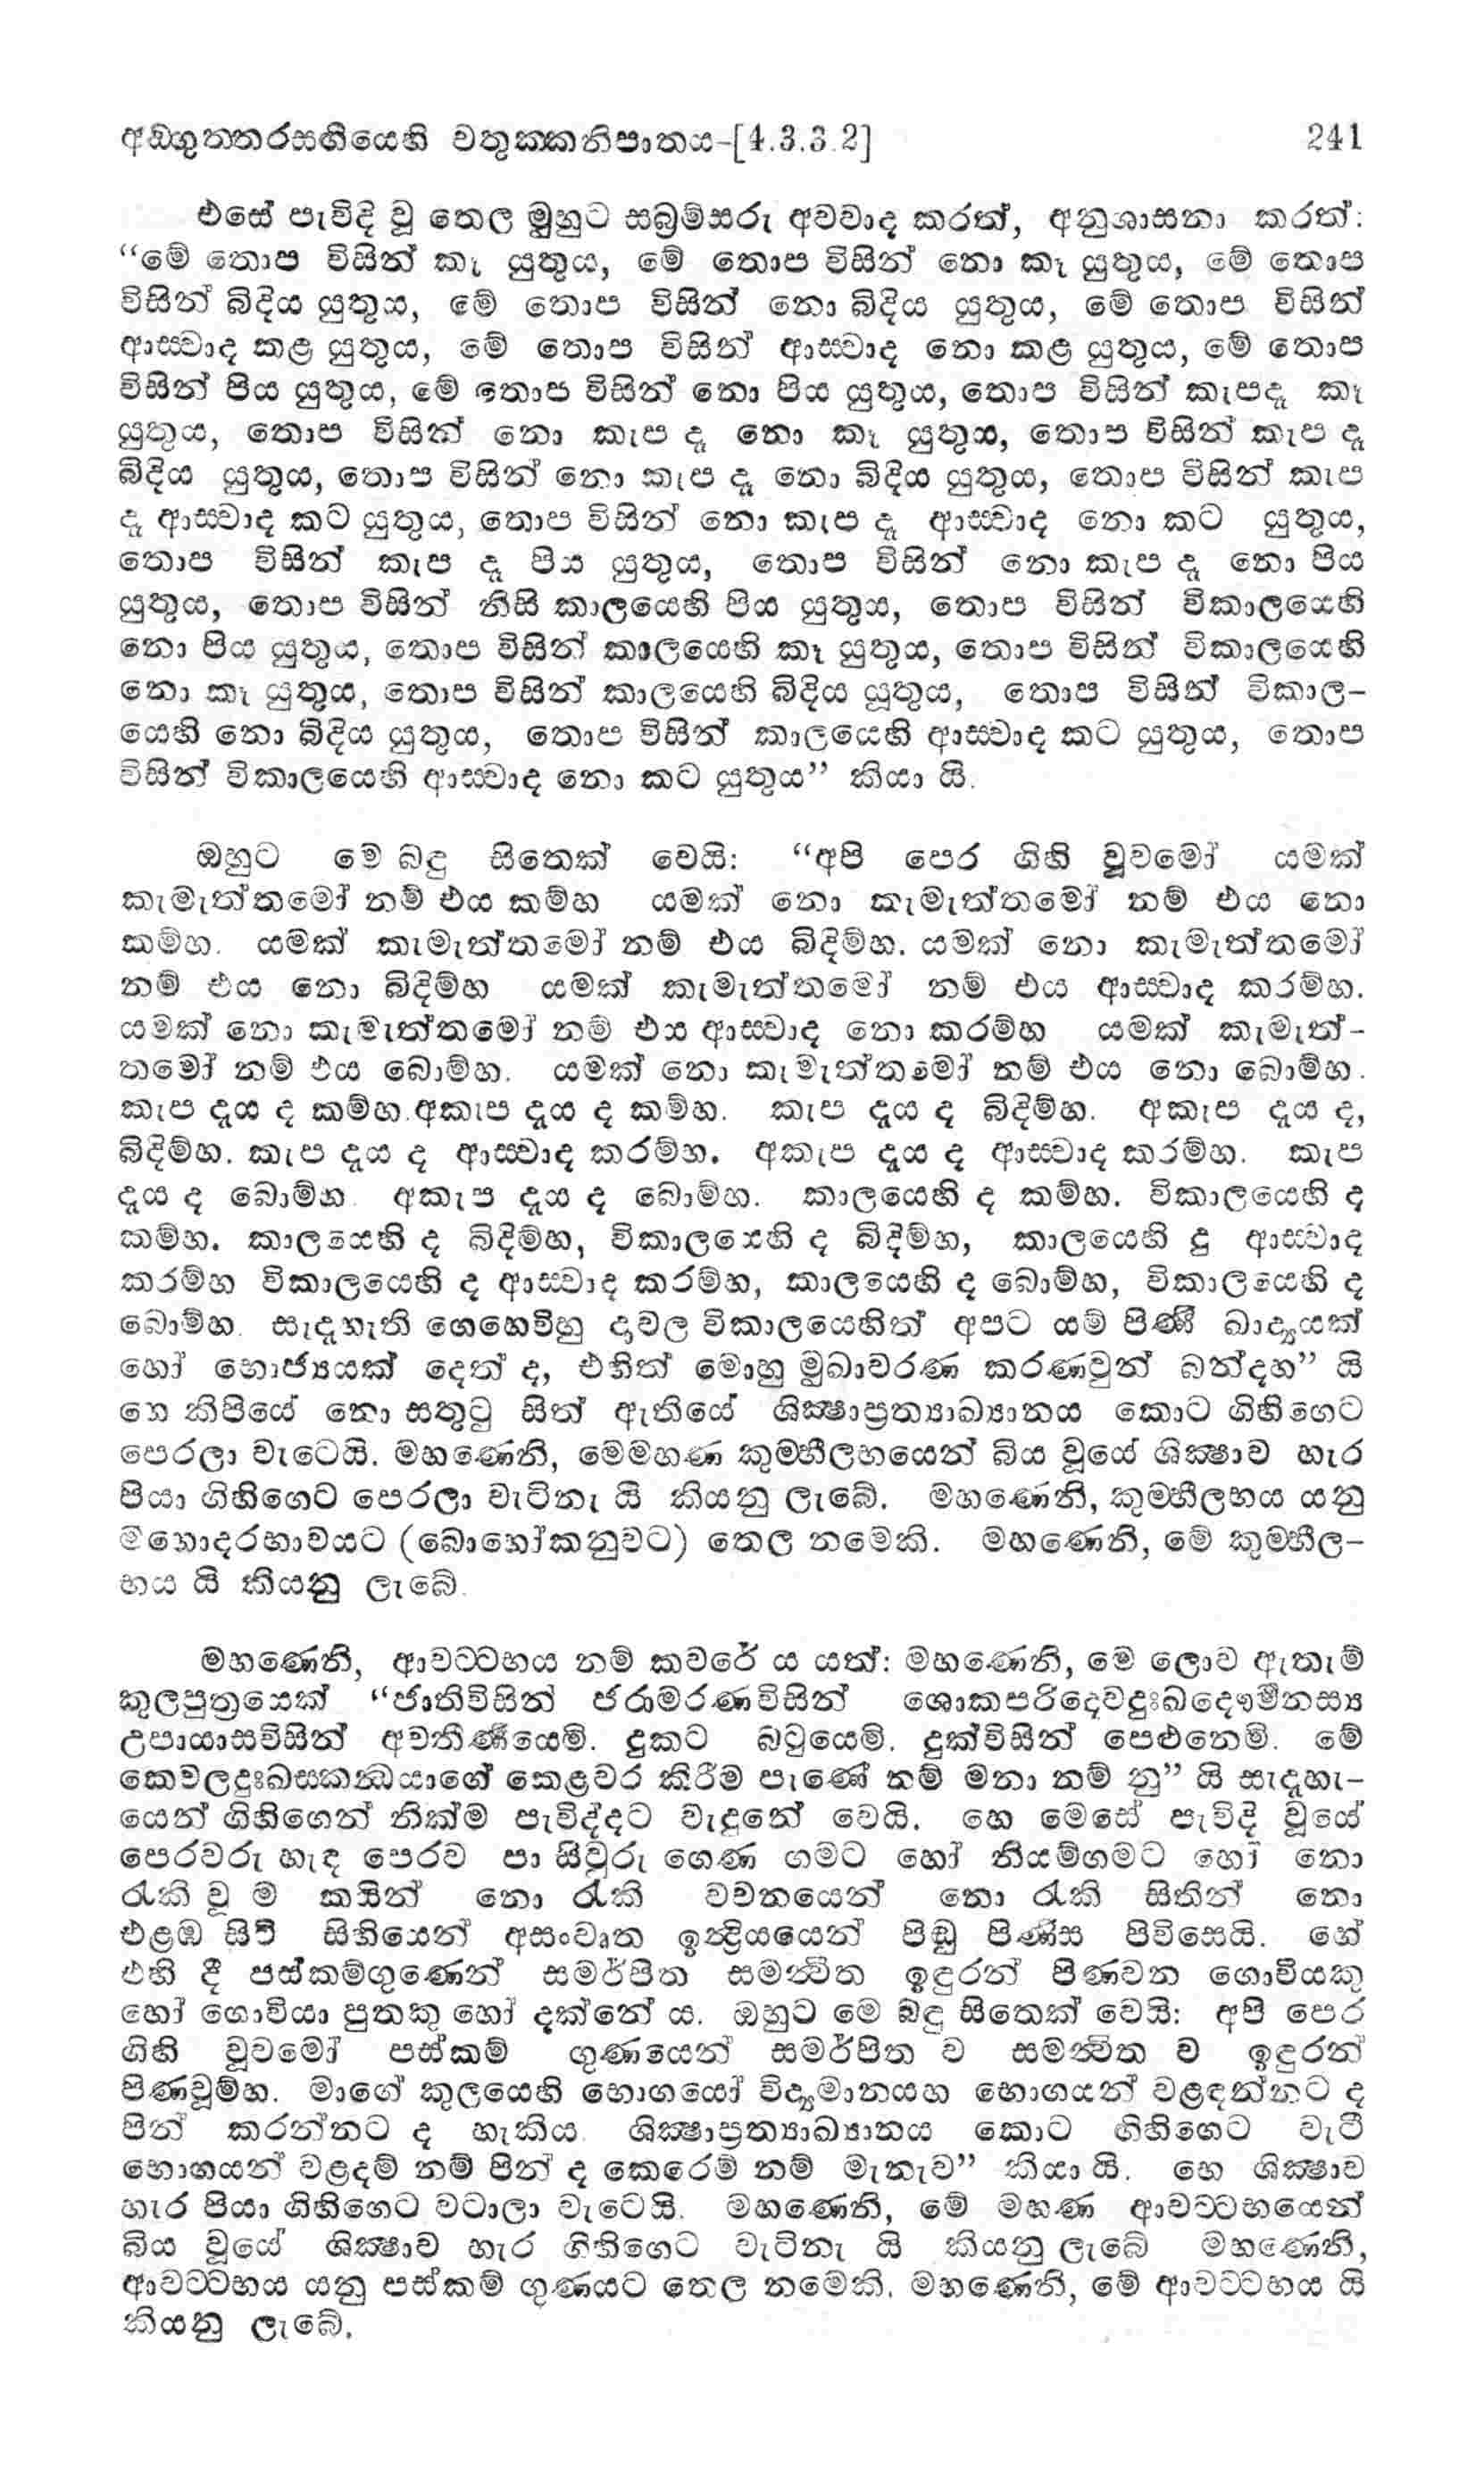 අඞ්ගුත්තරසඟියෙහි චතුක්කනිපාතය-[4.3.3.2] 241
එසේ පැවිදි වූ තෙල මුහුට සබ්‍රම්සරු අවවාද කරත්, අනුශාසනා කරත්:
“මේ තොප විසින් කෑ යුතුය, මේ තොප විසින් නො කෑ යුතුය, මේ තොප
විසින් බිදිය යුතුය, මේ තොප විසින් නො බිදිය යුතුය, මේ තොප විසින්
ආස්වාද කළ යුතුය, මේ තොප විසින් ආස්වාද නො කළ යුතුය, මේ තොප
විසින් පිය යුතුය, මේ තොප විසින් නො පිය යුතුය, තොප විසින් කැපදෑ කෑ
යුතුය, තොප විසින් නො කැප දෑ නො කෑ යුතුය, තොප විසින් කැප දෑ
බිදිය යුතුය, තොප විසින් නො කැප දෑ නො බිදිය යුතුය, තොප විසින් කැප
දෑ ආස්වාද කට යුතුය, තොප විසින් නො කැප දෑ ආස්වාද නො කට යුතුය,
තොප විසින් කැප දෑ පිය යුතුය, තොප විසින් නො කැප දෑ නො පිය
යුතුය, තොප විසින් නිසි කාලයෙහි පිය යුතුය, තොප විසින් විකාලයෙහි
නො පිය යුතුය, තොප විසින් කාලයෙහි කෑ යුතුය, තොප විසින් විකාලයෙහි
නො කෑ යුතුය, තොප විසින් කාලයෙහි බිදිය යූතුය, තොප විසින් විකාල-
යෙහි නො බිදිය යුතුය, තොප විසින් කාලයෙහි ආස්වාද කට යුතුය, තොප
විසින් විකාලයෙහි ආස්වාද නො කට යුතුය” කියා යි.
ඔහුට මෙ බඳු සිතෙක් වෙයි: “අපි පෙර ගිහි වූවමෝ යමක්
කැමැත්තමෝ නම් එය කම්හ යමක් නො කැමැත්තමෝ නම් එය නො
කම්හ. යමක් කැමැත්තමෝ නම් එය බිදිම්හ. යමක් නො කැමැත්තමෝ
නම් එය නො බිදිම්හ යමක් කැමැත්තමෝ නම් එය ආස්වාද කරම්හ.
යමක් නො කැමැත්තමෝ නම් එය ආස්වාද නො කරම්හ යමක් කැමැත්-
තමෝ නම් එය බොම්හ. යමක් නො කැමැත්තමෝ නම් එය නො බොම්හ.
කැප දෑය ද කම්හ.අකැප දෑය ද කම්හ. කැප දෑය ද බිදිම්හ. අකැප දෑය ද,
බිදිම්හ. කැප දෑය ද ආස්වාද කරම්හ. අකැප දෑය ද ආස්වාද කරම්හ. කැප
දෑය ද බොම්හ. අකැප දෑය ද බොම්හ. කාලයෙහි ද කම්හ. විකාලයෙහි ද
කම්හ. කාලයෙහි ද බිදිම්හ, විකාලයෙහි ද බිදිම්හ, කාලයෙහි දු ආස්වාද
කරම්හ විකාලයෙහි ද ආස්වාද කරම්හ, කාලයෙහි ද බොම්හ, විකාලයෙහි ද
බොම්හ. සැදෑහැති ගෙහෙවිහු දාවල විකාලයෙහිත් අපට යම් පිණී ඛාද්‍යයක්
හෝ භොජ්‍යයක් දෙත් ද, එහිත් මොහු මුඛාවරණ කරණවුන් බන්දහ” යි
හෙ කිපියේ නො සතුටු සිත් ඇතියේ ශික්‍ෂාප්‍රත්‍යාඛ්‍යානය කොට ගිහිගෙට
පෙරලා වැටෙයි. මහණෙනි, මෙමහණ කුම්භීලභයෙන් බිය වූයේ ශික්‍ෂාව හැර
පියා ගිහිගෙට පෙරලා වැටිනැ යි කියනු ලැබේ. මහණෙනි, කුම්භීලභය යනු
මහොදරභාවයට (බොහෝකනුවට) තෙල නමෙකි. මහණෙනි, මේ කුම්භීල-
භය යි කියනු ලැබේ.
මහණෙනි, ආවට්ටභය නම් කවරේ ය යත්: මහණෙනි, මෙ ලොව ඇතැම්
කුලපුත්‍රයෙක් “ජාතිවිසින් ජරාමරණවිසින් ශොකපරිදෙවදුඃඛදෞර්මනස්‍ය
උපායාසවිසින් අවතීර්ණයෙමි. දුකට බටුයෙමි. දුක්විසින් පෙළුනෙමි. මේ
කෙවලදුඃඛස්කන්ධයාගේ කෙළවර කිරීම පැණේ නම් මනා නම් නු” යි සැදෑහැ-
යෙන් ගිහිගෙන් නික්ම පැවිද්දට වැදුනේ වෙයි. හෙ මෙසේ පැවිදි වූයේ
පෙරවරු හැඳ පෙරව පා සිවුරු ගෙණ ගමට හෝ නියම්ගමට හෝ නො
රැකි වූ ම කයින් නො රැකි වචනයෙන් නො රැකි සිතින් නො
එළඹ සිටි සිහියෙන් අසංවෘත ඉන්‍ද්‍රියයෙන් පිඬු පිණිස පිවිසෙයි. හේ
එහි දී පස්කම්ගුණෙන් සමර්පිත සමන්විත ඉඳුරන් පිණවන ගොවියකු
හෝ ගොවියා පුතකු හෝ දක්නේ ය. ඔහුට මෙ බඳු සිතෙක් වෙයි: අපි පෙර
ගිහි වූවමෝ පස්කම් ගුණයෙන් සමර්පිත ව සමන්විත ව ඉඳුරන්
පිණවූම්හ. මාගේ කුලයෙහි භොගයෝ විද්‍යමානයහ භොගයන් වළඳන්නට ද
පින් කරන්නට ද හැකිය. ශික්‍ෂාප්‍රත්‍යාඛ්‍යානය කොට ගිහිගෙට වැටී
භොගයන් වළදම් නම් පින් ද කෙරෙම් නම් මැනැව” කියා යි. හෙ ශික්‍ෂාව
හැර පියා ගිහිගෙට වටාලා වැටෙයි. මහණෙනි, මේ මහණ ආවට්ටභයෙන්
බිය වූයේ ශික්‍ෂාව හැර ගිහිගෙට වැටිනැ යි කියනු ලැබේ මහණෙනි,
ආවට්ටභය යනු පස්කම් ගුණයට තෙල නමෙකි. මහණෙනි, මේ ආවට්ටභය යි
කියනු ලැබේ.